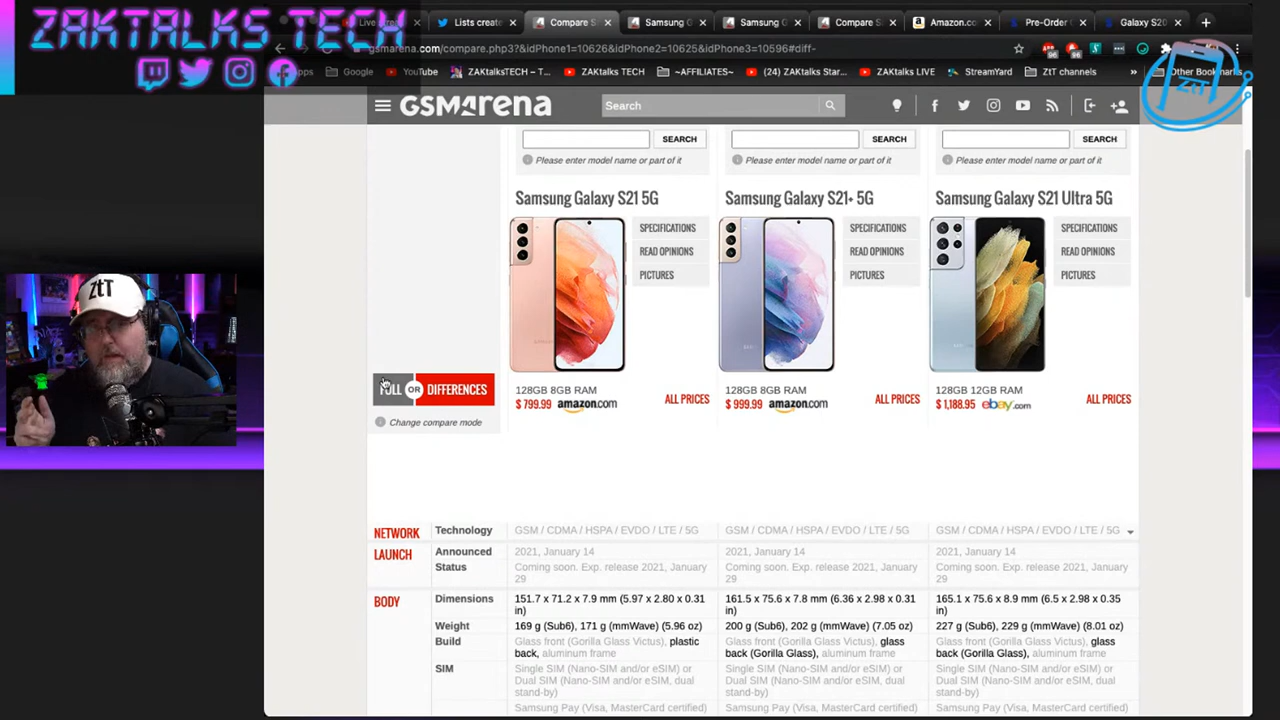 ZAKTALKS TECH
Live st
Lists create
Compare S
Samsung G
Samsung G
Compare S
Amazon.co
Pre-Order
Galaxy S20
gsmarena.com/compare.php3?&idPhone1=10626&idPhone2=10625&idPhone3=10596#diff-
Google
YouTube
ZAKtalksTECH – T...
ZAKtalks TECH
~AFFILIATES~
(24) ZAKtalks Star...
ZAKtalks LIVE
StreamYard
ZtT channels
»
Other Bookmarks
ZtT
GSMArena
Search
SEARCH
SEARCH
SEARCH
Please enter model name or part of it
Please enter model name or part of it
Please enter model name or part of it
Samsung Galaxy S21 5G
Samsung Galaxy S21+ 5G
Samsung Galaxy S21 Ultra 5G
SPECIFICATIONS
READ OPINIONS
PICTURES
SPECIFICATIONS
READ OPINIONS
PICTURES
SPECIFICATIONS
READ OPINIONS
PICTURES
ZtT
FULL OR DIFFERENCES
Change compare mode
128GB 8GB RAM
$ 799.99 amazon.com
ALL PRICES
128GB 8GB RAM
$ 999.99 amazon.com
ALL PRICES
128GB 12GB RAM
$ 1,188.95 ebay.com
ALL PRICES
NETWORK Technology GSM / CDMA / HSPA / EVDO / LTE / 5G GSM / CDMA / HSPA / EVDO / LTE / 5G GSM / CDMA / HSPA / EVDO / LTE / 5G
LAUNCH Announced 2021, January 14 2021, January 14 2021, January 14
Status Coming soon. Exp. release 2021, January Coming soon. Exp. release 2021, January Coming soon. Exp. release 2021, January
29 29 29
BODY Dimensions 151.7 x 71.2 x 7.9 mm (5.97 x 2.80 x 0.31 161.5 x 75.6 x 7.8 mm (6.36 x 2.98 x 0.31 165.1 x 75.6 x 8.9 mm (6.5 x 2.98 x 0.35
in) in) in)
Weight 169 g (Sub6), 171 g (mmWave) (5.96 oz) 200 g (Sub6), 202 g (mmWave) (7.05 oz) 227 g (Sub6), 229 g (mmWave) (8.01 oz)
Build Glass front (Gorilla Glass Victus), plastic Glass front (Gorilla Glass Victus), glass Glass front (Gorilla Glass Victus), glass
back, aluminum frame back (Gorilla Glass), aluminum frame back (Gorilla Glass), aluminum frame
SIM Single SIM (Nano-SIM and/or eSIM) or Single SIM (Nano-SIM and/or eSIM) or Single SIM (Nano-SIM and/or eSIM) or
Dual SIM (Nano-SIM and/or eSIM, dual Dual SIM (Nano-SIM and/or eSIM, dual Dual SIM (Nano-SIM and/or eSIM, dual
stand-by) stand-by) stand-by)
Samsung Pay (Visa, MasterCard certified) Samsung Pay (Visa, MasterCard certified) Samsung Pay (Visa, MasterCard certified)